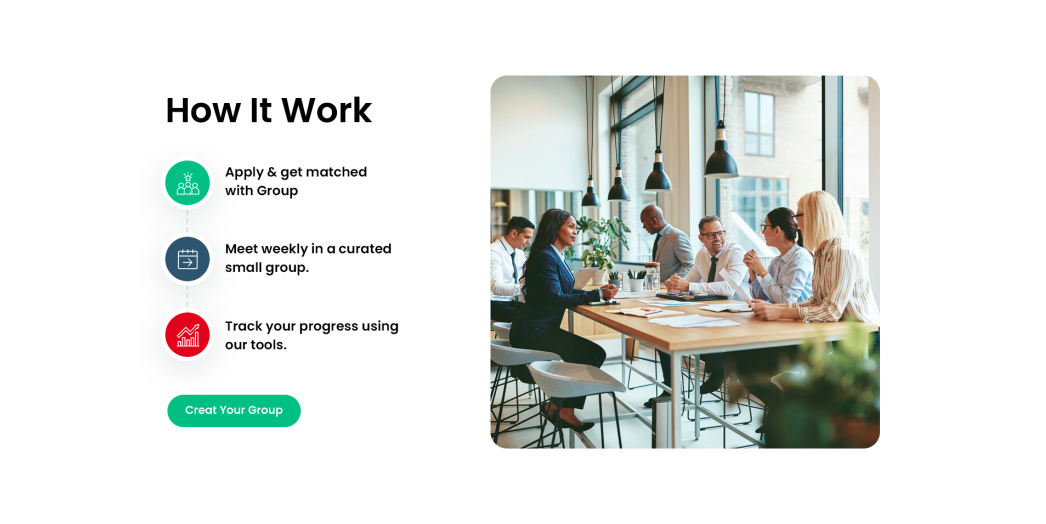 How It Work
Apply & get matched
with Group
Meet weekly in a curated
small group.
Track your progress using
our tools.
Creat Your Group